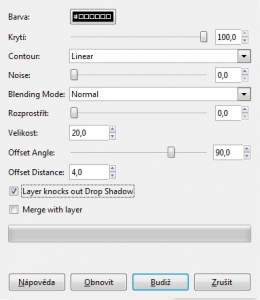 Barva:
Krytí: 100,0
Contour: Linear
Noise: 0,0
Blending Mode: Normal
Rozprostřít: 0,0
Velikost: 20,0
Offset Angle: 90,0
Offset Distance: 4,0
Layer knocks out Drop Shadow
Merge with layer
Nápověda Obnovit Budiž Zrušit